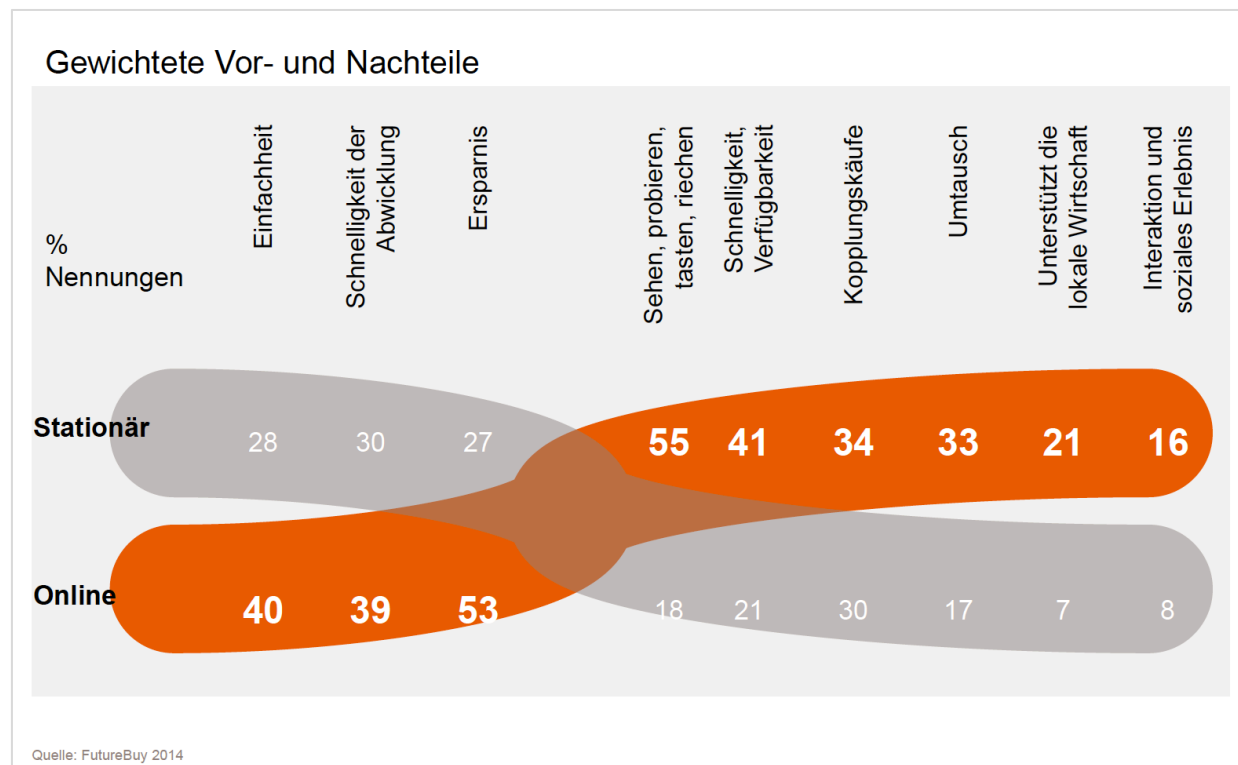 Gewichtete Vor- und Nachteile
%
Nennungen
Einfachheit
Schnelligkeit der
Abwicklung
Ersparnis
Sehen, probieren,
tasten, riechen
Schnelligkeit,
Verfügbarkeit
Kopplungskäufe
Umtausch
Unterstützt die
lokale Wirtschaft
Interaktion und
soziales Erlebnis
Stationär 28 30 27 55 41 34 33 21 16
Online 40 39 53 18 21 30 17 7 8
Quelle: FutureBuy 2014